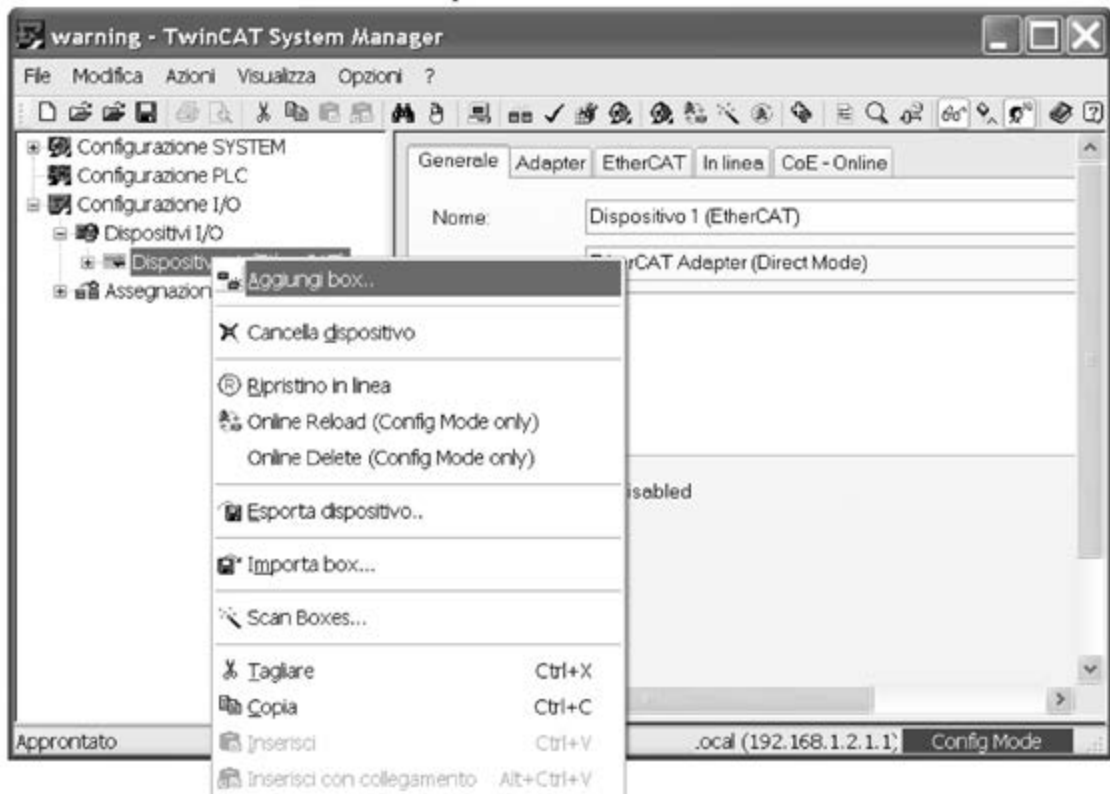 warning - TwinCAT System Manager
File Modifica Azioni Visualizza Opzioni ?
Configurazione SYSTEM
Configurazione PLC
Configurazione I/O
Dispositivi I/O
Assegnazion
Generale Adapter EtherCAT In linea CoE - Online
Nome: Dispositivo 1 (EtherCAT)
EtherCAT Adapter (Direct Mode)
Aggiungi box..
Cancella dispositivo
Ripristino in linea
Online Reload (Config Mode only)
Online Delete (Config Mode only)
isabled
Esporta dispositivo..
Importa box...
Scan Boxes...
Tagliare Ctrl+X
Copia Ctrl+C
Inserisci Ctrl+V
Inserisci con collegamento Alt+Ctrl+V
Approntato
.ocal (192.168.1.2.1.1) Config Mode